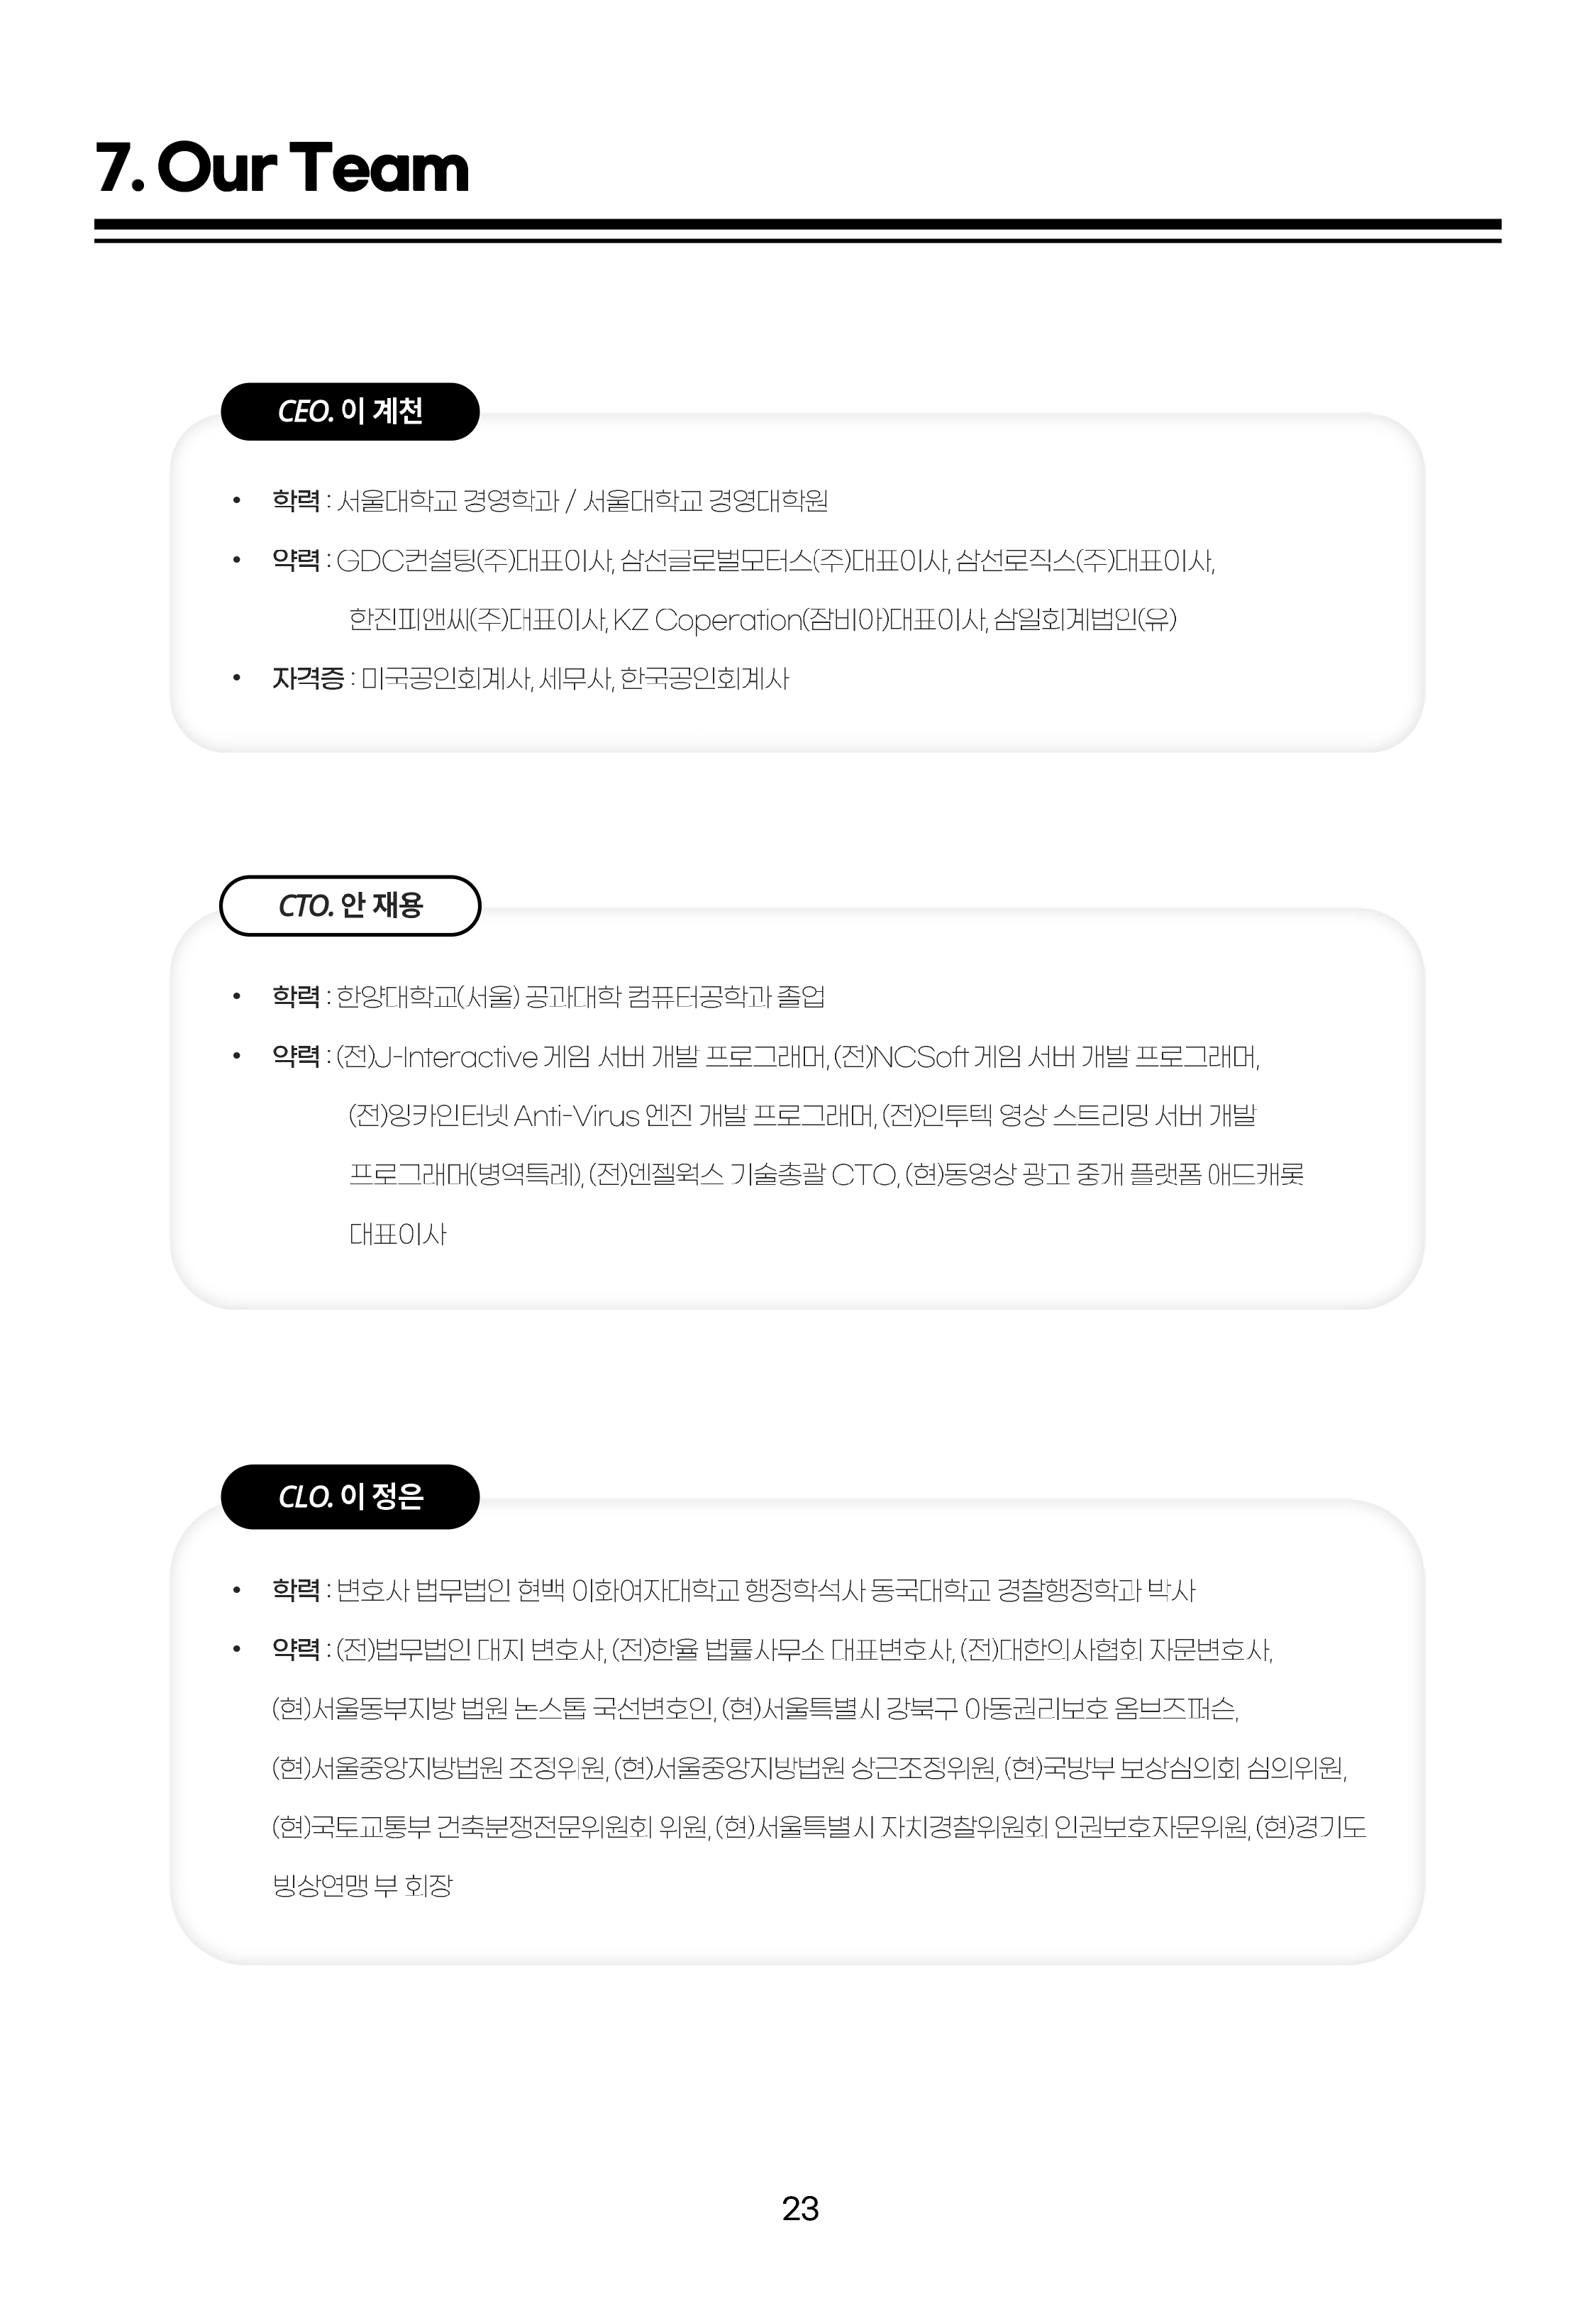 7. Our Team
CEO. 이 계천
• 학력 : 서울대학교 경영학과 / 서울대학교 경영대학원
• 약력 : GDC컨설팅(주)대표이사, 삼선글로벌모터스(주)대표이사, 삼선로직스(주)대표이사,
한진피앤씨(주)대표이사, KZ Coperation(잠비아)대표이사, 삼일회계법인(유)
• 자격증 : 미국공인회계사, 세무사, 한국공인회계사
CTO. 안 재용
• 학력 : 한양대학교(서울) 공과대학 컴퓨터공학과 졸업
• 약력 : (전)J-Interactive 게임 서버 개발 프로그래머, (전)NCSoft 게임 서버 개발 프로그래머,
(전)잉카인터넷 Anti-Virus 엔진 개발 프로그래머, (전)인투텍 영상 스트리밍 서버 개발
프로그래머(병역특례), (전)엔젤웍스 기술총괄 CTO, (현)동영상 광고 중개 플랫폼 애드캐롯
대표이사
CLO. 이 정은
• 학력 : 변호사 법무법인 현백 이화여자대학교 행정학석사 동국대학교 경찰행정학과 박사
• 약력 : (전)법무법인 대지 변호사, (전)한율 법률사무소 대표변호사, (전)대한의사협회 자문변호사,
(현)서울동부지방 법원 논스톱 국선변호인, (현)서울특별시 강북구 아동권리보호 옴브즈퍼슨,
(현)서울중앙지방법원 조정위원, (현)서울중앙지방법원 상근조정위원, (현)국방부 보상심의회 심의위원,
(현)국토교통부 건축분쟁전문위원회 위원, (현)서울특별시 자치경찰위원회 인권보호자문위원, (현)경기도
빙상연맹 부 회장
23